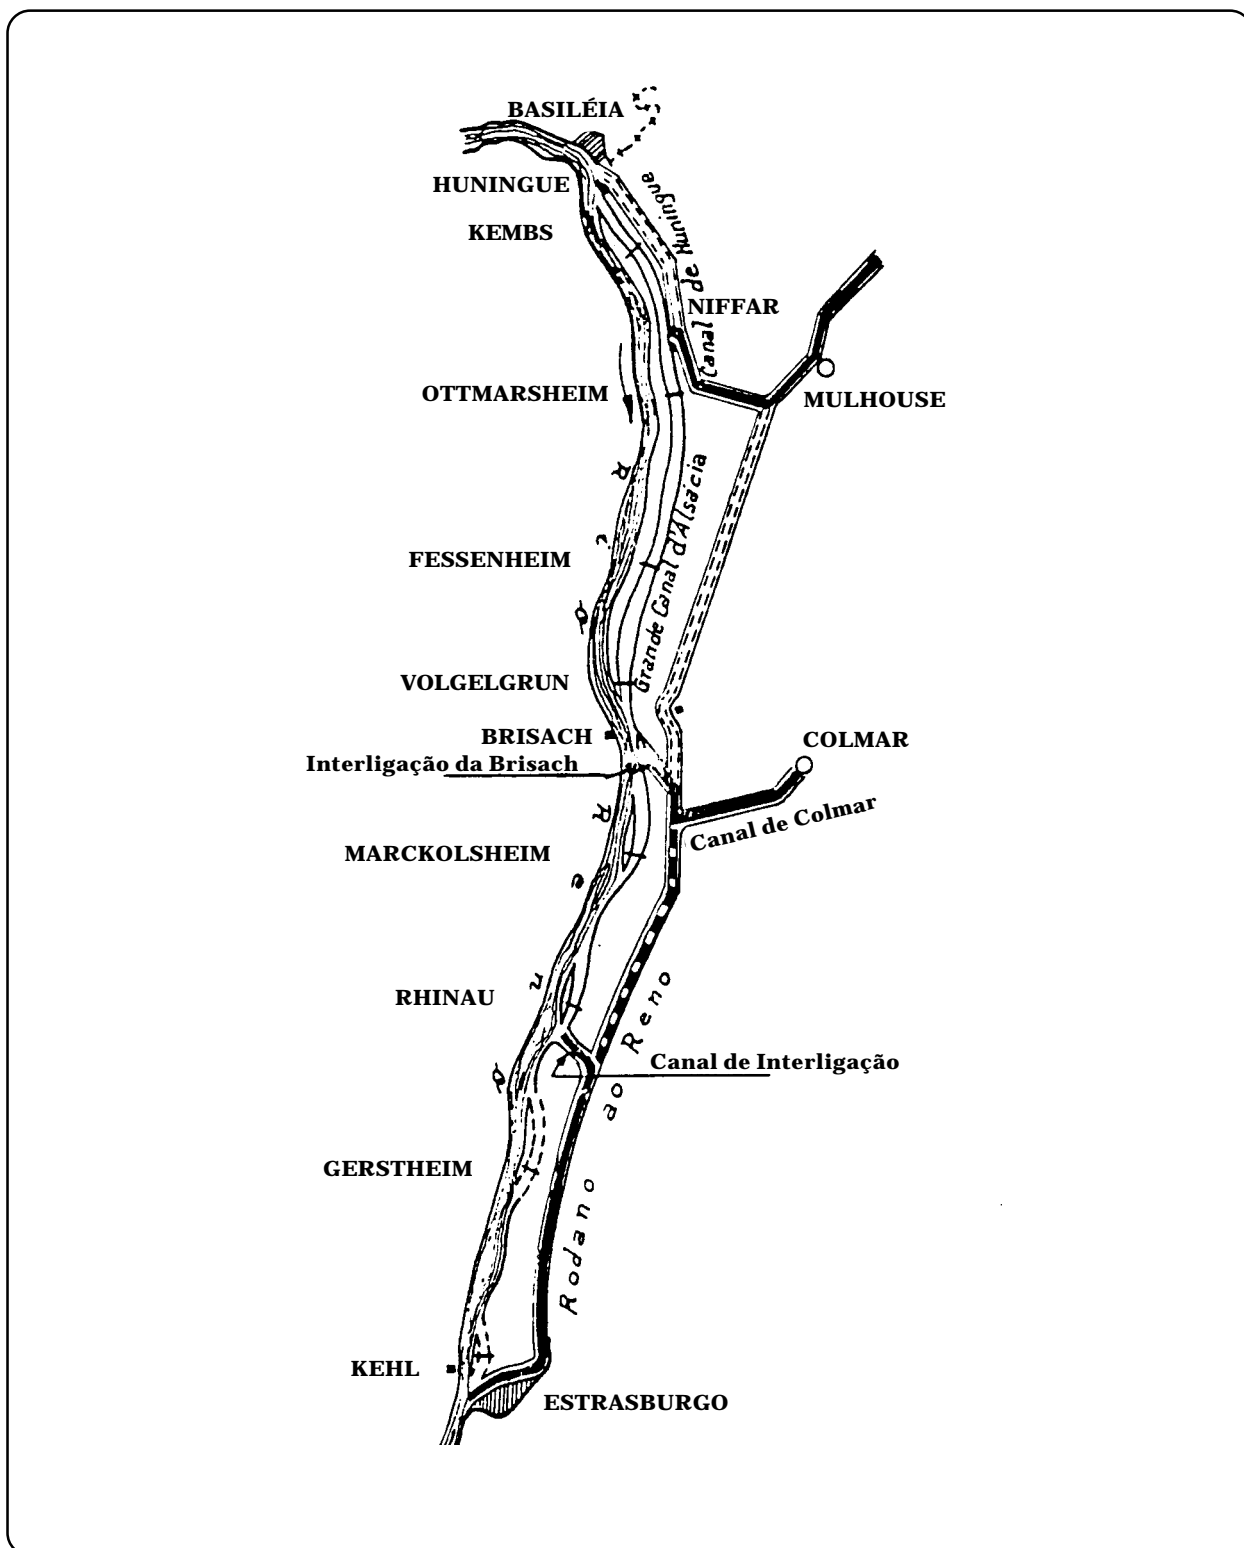 BASILÉIA
HUNINGUE
Canal de Huningue
KEMBS
NIFFAR
OTTMARSHEIM
MULHOUSE
Grande Canal d'Alsácia
FESSENHEIM
VOLGELGRUN
BRISACH
COLMAR
Interligação da Brisach
Canal de Colmar
MARCKOLSHEIM
RHINAU
Canal de Interligação
Rodano ao Reno
GERSTHEIM
KEHL
ESTRASBURGO